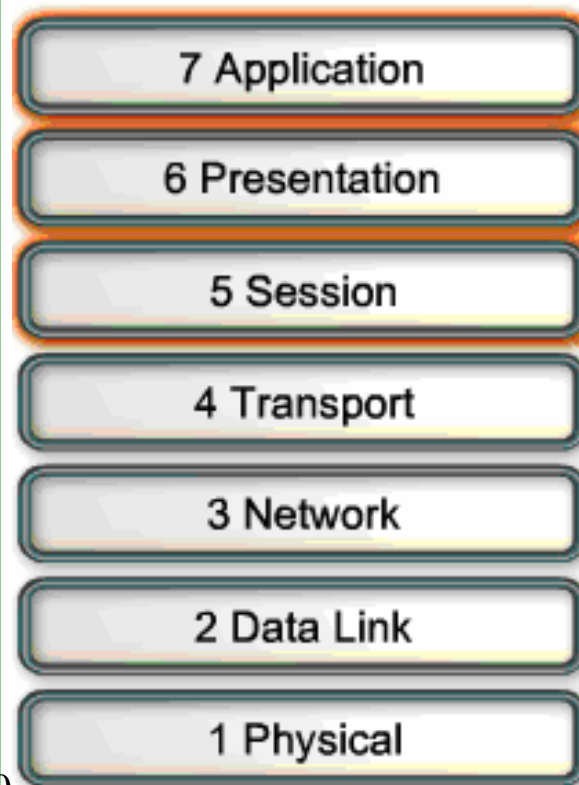 7 Application
6 Presentation
5 Session
4 Transport
3 Network
2 Data Link
1 Physical